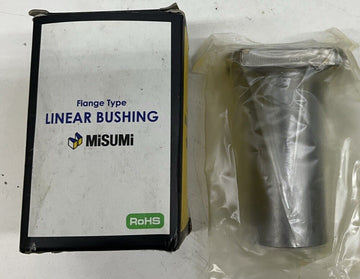 Flange Type
LINEAR BUSHING
MiSUMi
RoHS